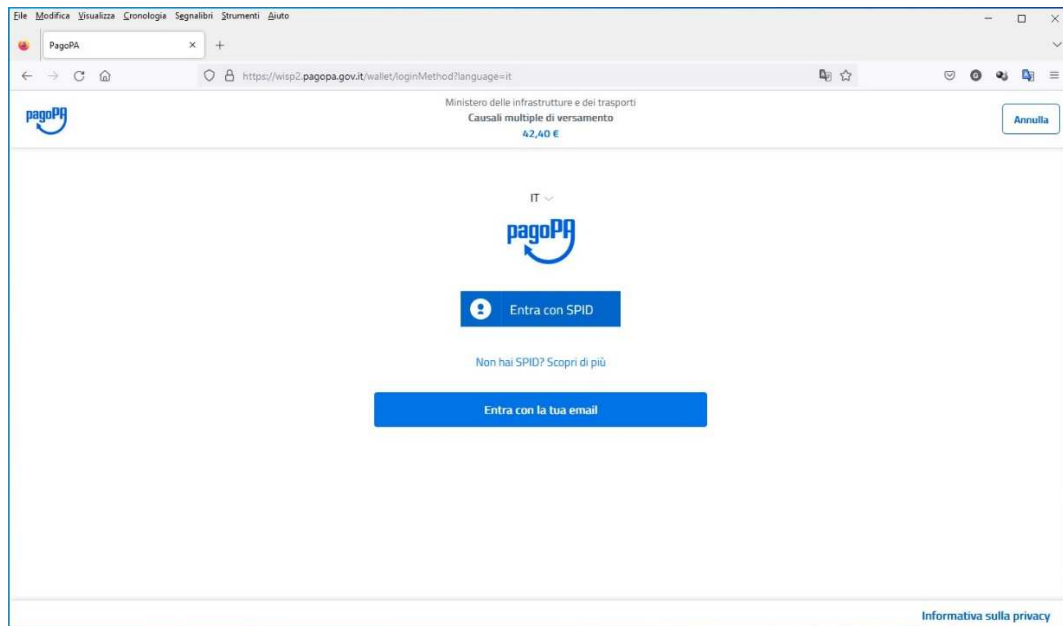 File Modifica Visualizza Cronologia Segnalibri Strumenti Aiuto
PagoPA
https://wisp2.pagopa.gov.it/wallet/loginMethod?language=it
pagoPA
Ministero delle infrastrutture e dei trasporti
Causali multiple di versamento
42,40 €
Annulla
IT
pagoPA
Entra con SPID
Non hai SPID? Scopri di più
Entra con la tua email
Informativa sulla privacy